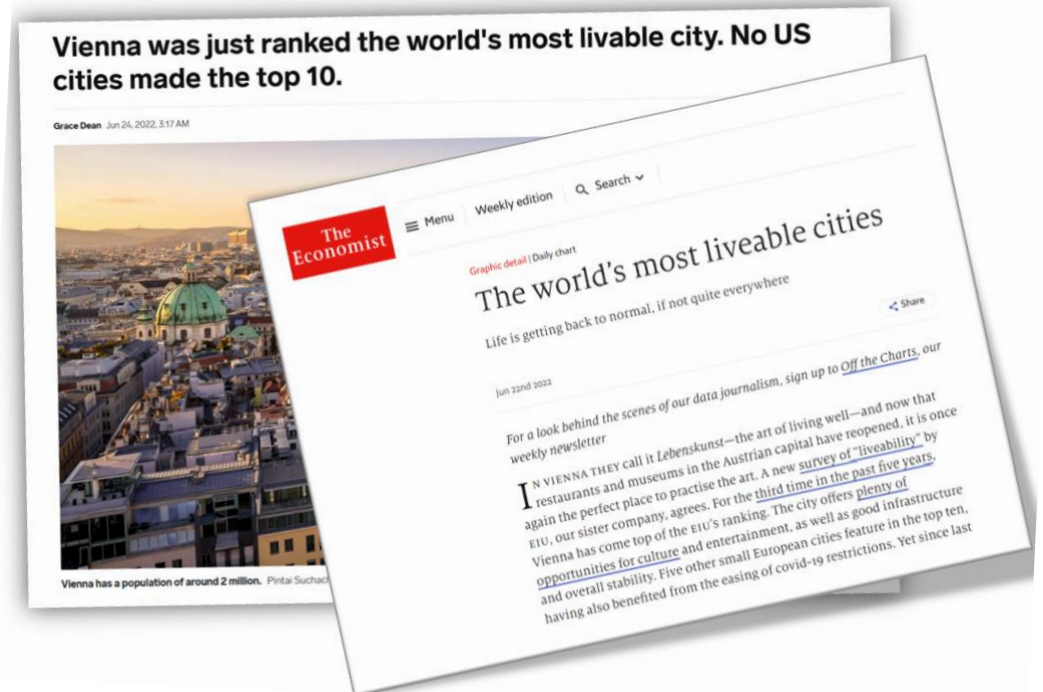 Vienna was just ranked the world's most livable city. No US
cities made the top 10.
Grace Dean Jun 24, 2022, 3:17 AM
Vienna has a population of around 2 million. Pintai
The
Economist
Menu
Weekly edition
Search
Graphic detail | Daily chart
The world's most liveable cities
Life is getting back to normal, if not quite everywhere
Share
Jun 22nd 2022
For a look behind the scenes of our data journalism, sign up to Off the Charts, our
weekly newsletter
IN VIENNA THEY call it Lebenskunst—the art of living well—and now that
restaurants and museums in the Austrian capital have reopened, it is once
again the perfect place to practise the art. A new survey of "liveability" by
EIU, our sister company, agrees. For the third time in the past five years,
Vienna has come top of the EIU's ranking. The city offers plenty of
opportunities for culture and entertainment, as well as good infrastructure
and overall stability. Five other small European cities feature in the top ten,
having also benefited from the easing of covid-19 restrictions. Yet since last